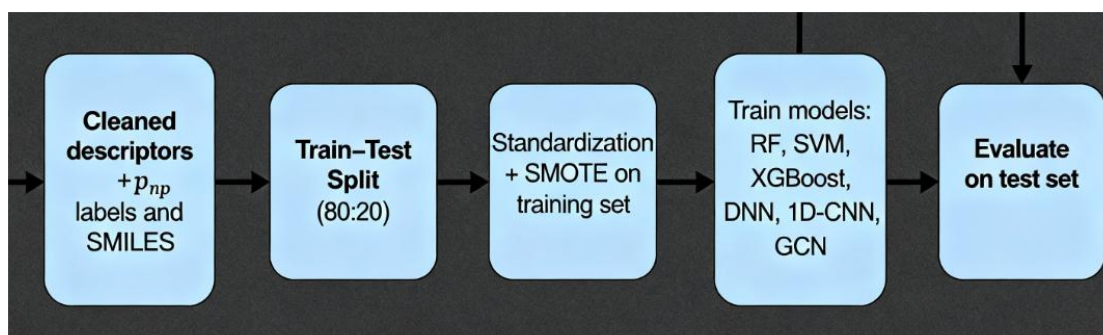 Cleaned
descriptors
+p_np
labels and
SMILES
Train–Test
Split
(80:20)
Standardization
+ SMOTE on
training set
Train models:
RF, SVM,
XGBoost,
DNN, 1D-CNN,
GCN
Evaluate
on test set